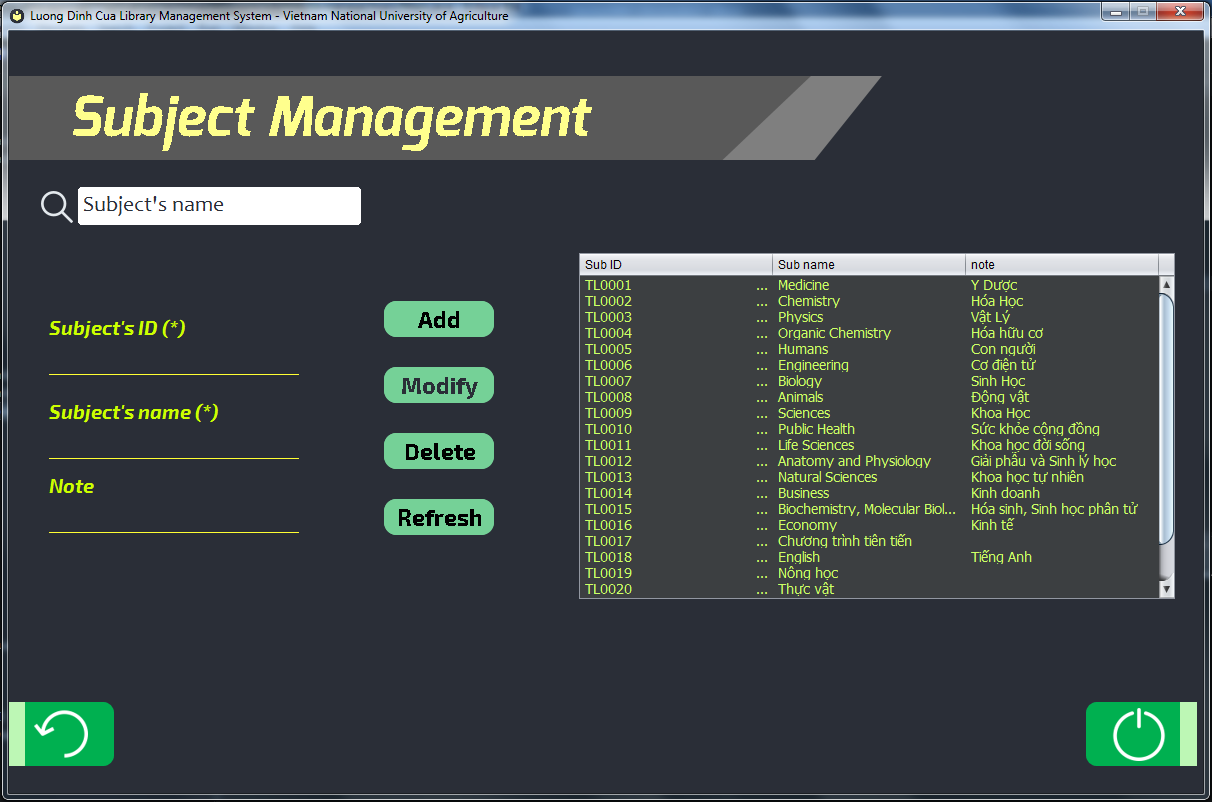 Luong Dinh Cua Library Management System - Vietnam National University of Agriculture
Subject Management
Subject's name
Sub ID Sub name note
TL0001 ... Medicine Y Dược
TL0002 ... Chemistry Hóa Học
TL0003 ... Physics Vật Lý
TL0004 ... Organic Chemistry Hóa hữu cơ
TL0005 ... Humans Con người
TL0006 ... Engineering Cơ điện tử
TL0007 ... Biology Sinh Học
TL0008 ... Animals Động vật
TL0009 ... Sciences Khoa Học
TL0010 ... Public Health Sức khỏe cộng đồng
TL0011 ... Life Sciences Khoa học đời sống
TL0012 ... Anatomy and Physiology Giải phẫu và Sinh lý học
TL0013 ... Natural Sciences Khoa học tự nhiên
TL0014 ... Business Kinh doanh
TL0015 ... Biochemistry, Molecular Biol... Hóa sinh, Sinh học phân tử
TL0016 ... Economy Kinh tế
TL0017 ... Chương trình tiên tiến
TL0018 ... English Tiếng Anh
TL0019 ... Nông học
TL0020 ... Thực vật
Subject's ID (*)
Subject's name (*)
Note
Add
Modify
Delete
Refresh